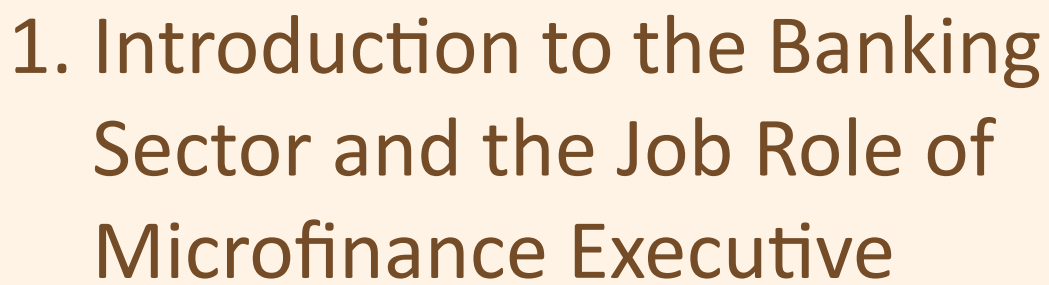 1. Introduction to the Banking
Sector and the Job Role of
Microfinance Executive